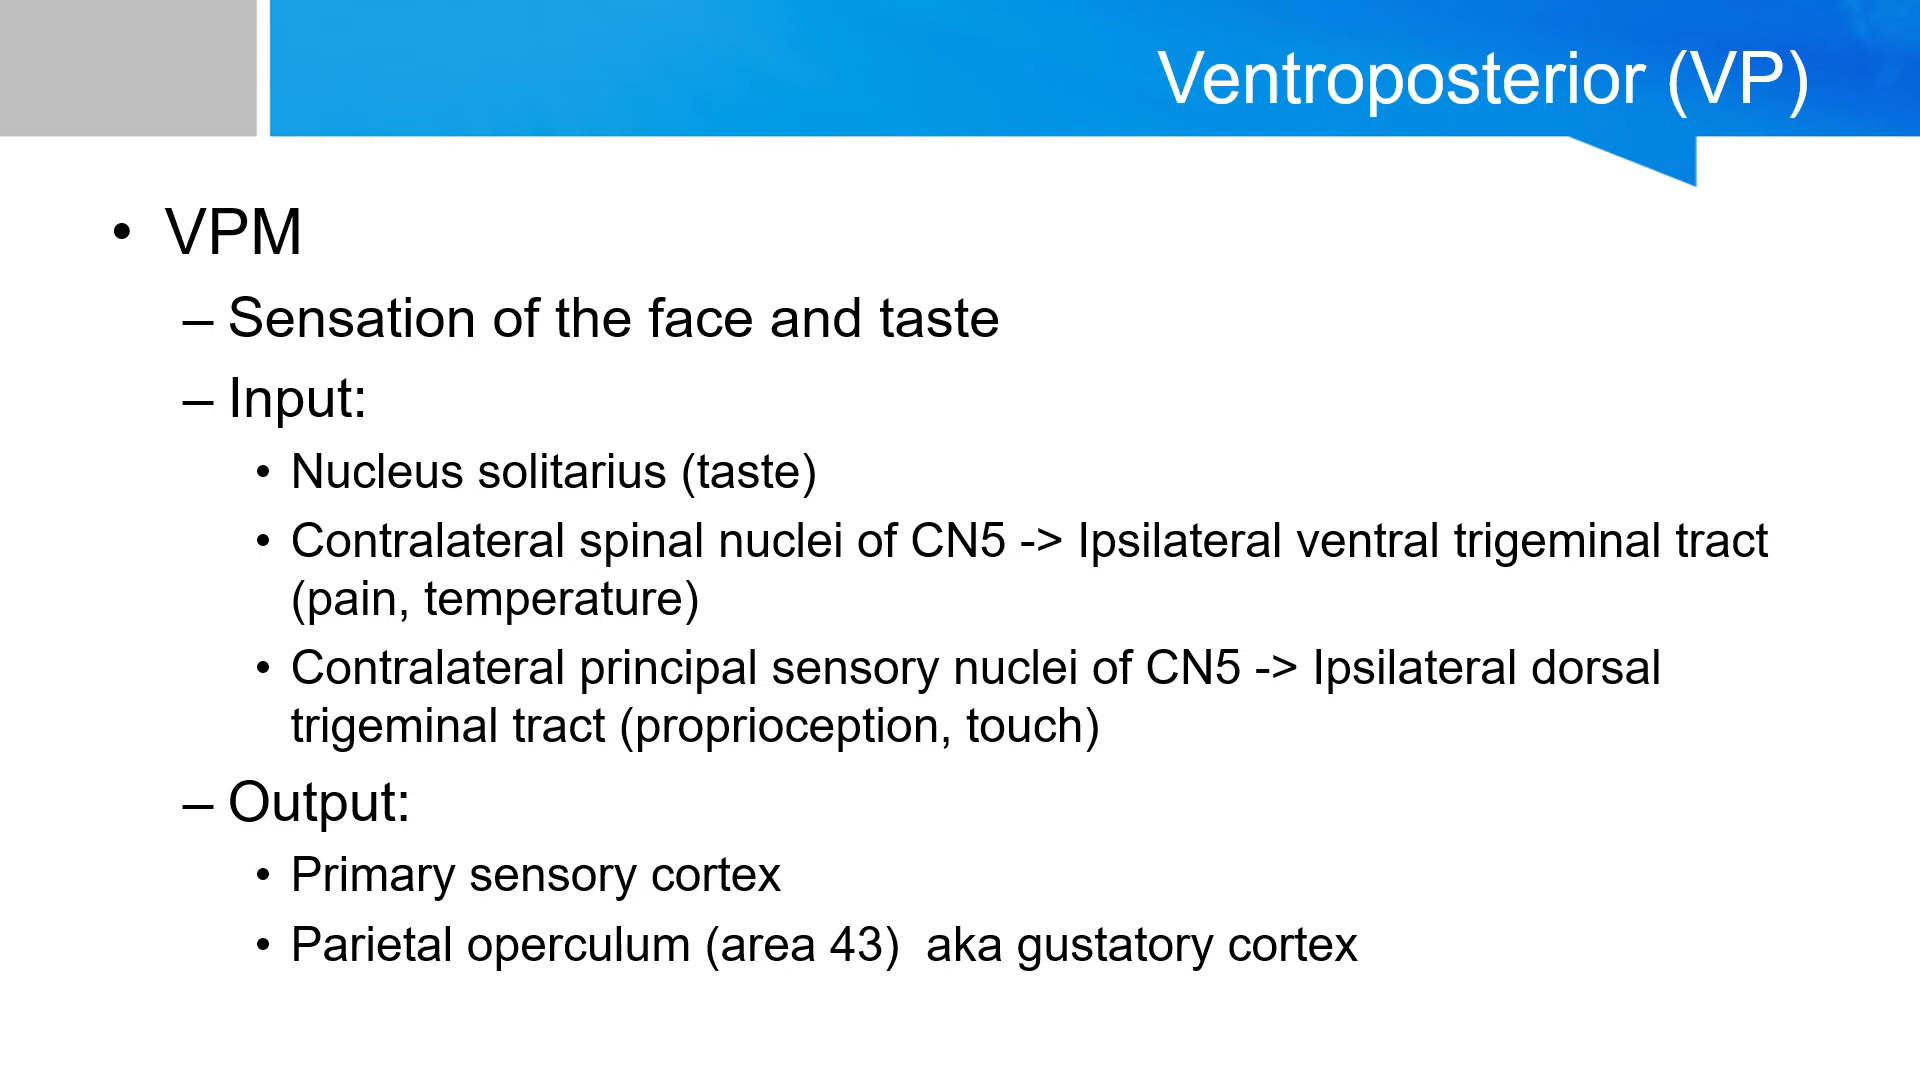 Ventroposterior (VP)
• VPM
– Sensation of the face and taste
– Input:
• Nucleus solitarius (taste)
• Contralateral spinal nuclei of CN5 -> Ipsilateral ventral trigeminal tract
(pain, temperature)
• Contralateral principal sensory nuclei of CN5 -> Ipsilateral dorsal
trigeminal tract (proprioception, touch)
– Output:
• Primary sensory cortex
• Parietal operculum (area 43)  aka gustatory cortex